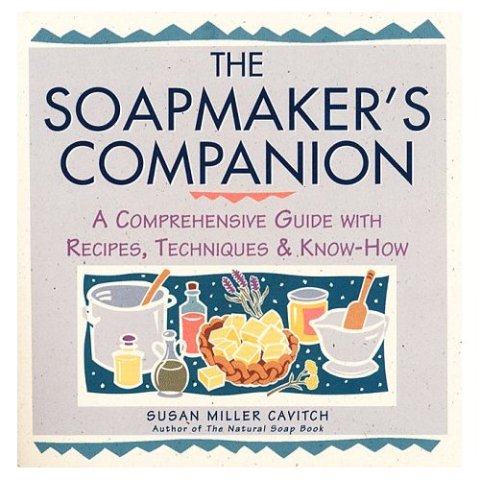 THE
SOAPMAKER'S
COMPANION
A COMPREHENSIVE GUIDE WITH
RECIPES, TECHNIQUES & KNOW-HOW
SUSAN MILLER CAVITCH
Author of The Natural Soap Book